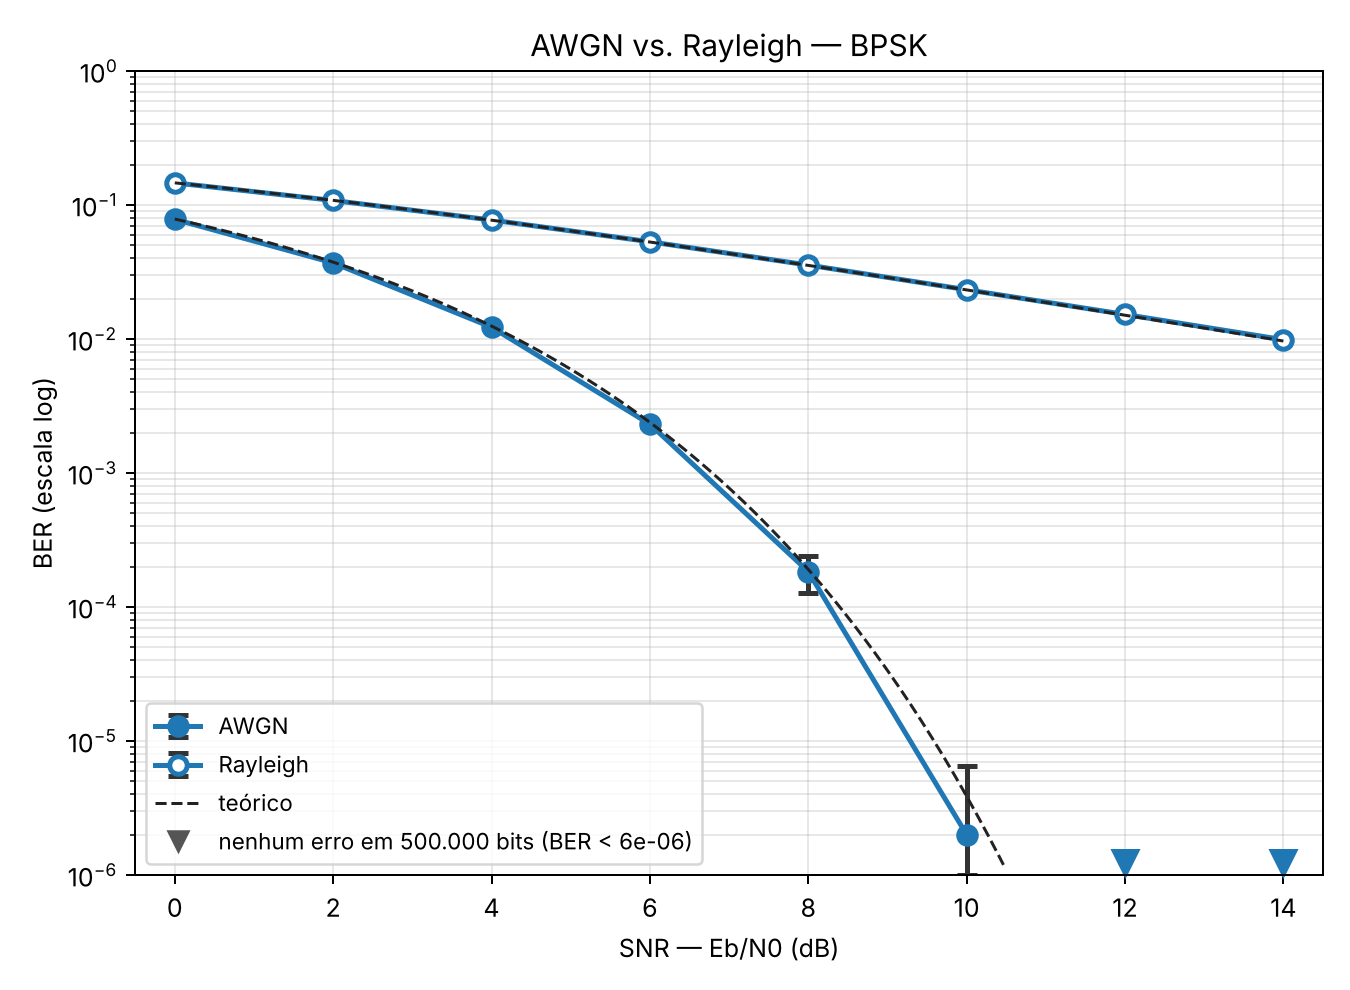 AWGN vs. Rayleigh — BPSK
10⁰
10⁻¹
10⁻²
10⁻³
10⁻⁴
10⁻⁵
10⁻⁶
BER (escala log)
AWGN
Rayleigh
teórico
nenhum erro em 500.000 bits (BER < 6e-06)
0 2 4 6 8 10 12 14
SNR — Eb/N0 (dB)